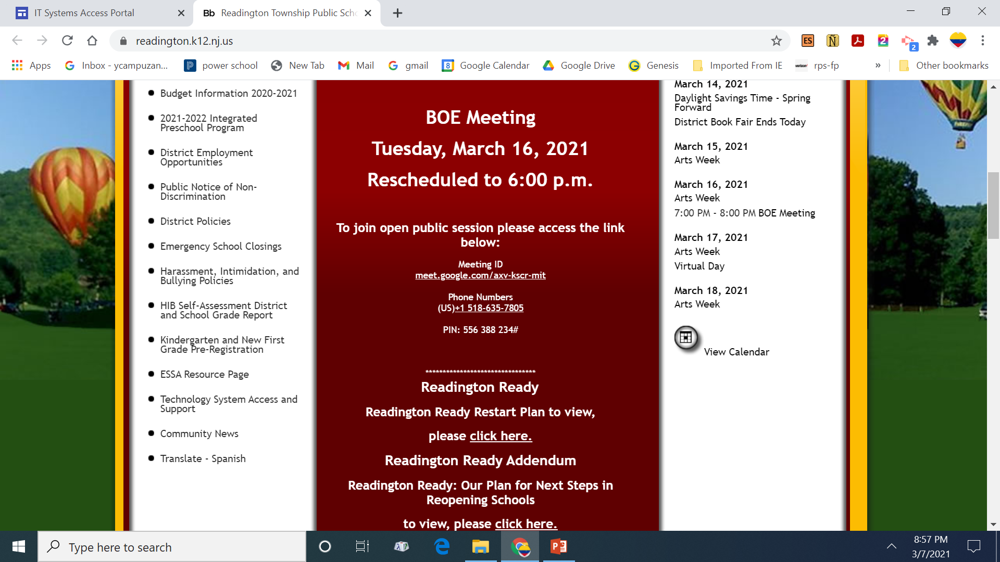 IT Systems Access Portal
Bb Readington Township Public Scho
readington.k12.nj.us
ES
Ñ
2
2
Apps
Inbox - ycampuzan...
power school
New Tab
Mail
gmail
8
Google Calendar
Google Drive
Genesis
Imported From IE
verizon
rps-fp
»
Other bookmarks
Budget Information 2020-2021
2021-2022 Integrated
Preschool Program
District Employment
Opportunities
Public Notice of Non-
Discrimination
District Policies
Emergency School Closings
Harassment, Intimidation, and
Bullying Policies
HIB Self-Assessment District
and School Grade Report
Kindergarten and New First
Grade Pre-Registration
ESSA Resource Page
Technology System Access and
Support
Community News
Translate - Spanish
BOE Meeting
Tuesday, March 16, 2021
Rescheduled to 6:00 p.m.
To join open public session please access the link
below:
Meeting ID
meet.google.com/axv-kscr-mit
Phone Numbers
(US)+1 518-635-7805
PIN: 556 388 234#
********************************
Readington Ready
Readington Ready Restart Plan to view,
please click here.
Readington Ready Addendum
Readington Ready: Our Plan for Next Steps in
Reopening Schools
to view, please click here.
March 14, 2021
Daylight Savings Time - Spring
Forward
District Book Fair Ends Today
March 15, 2021
Arts Week
March 16, 2021
Arts Week
7:00 PM - 8:00 PM BOE Meeting
March 17, 2021
Arts Week
Virtual Day
March 18, 2021
Arts Week
View Calendar
Type here to search
8:57 PM
3/7/2021